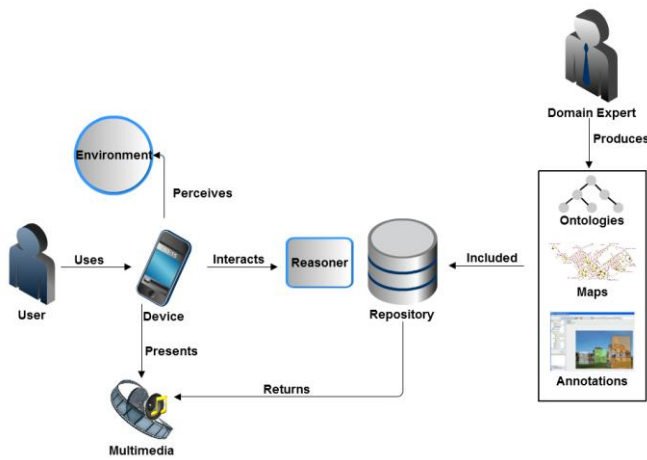 Domain Expert
Produces
Environment
Perceives
Ontologies
Uses
Interacts
Reasoner
Included
Maps
User
Device
Repository
Presents
Annotations
Returns
Multimedia